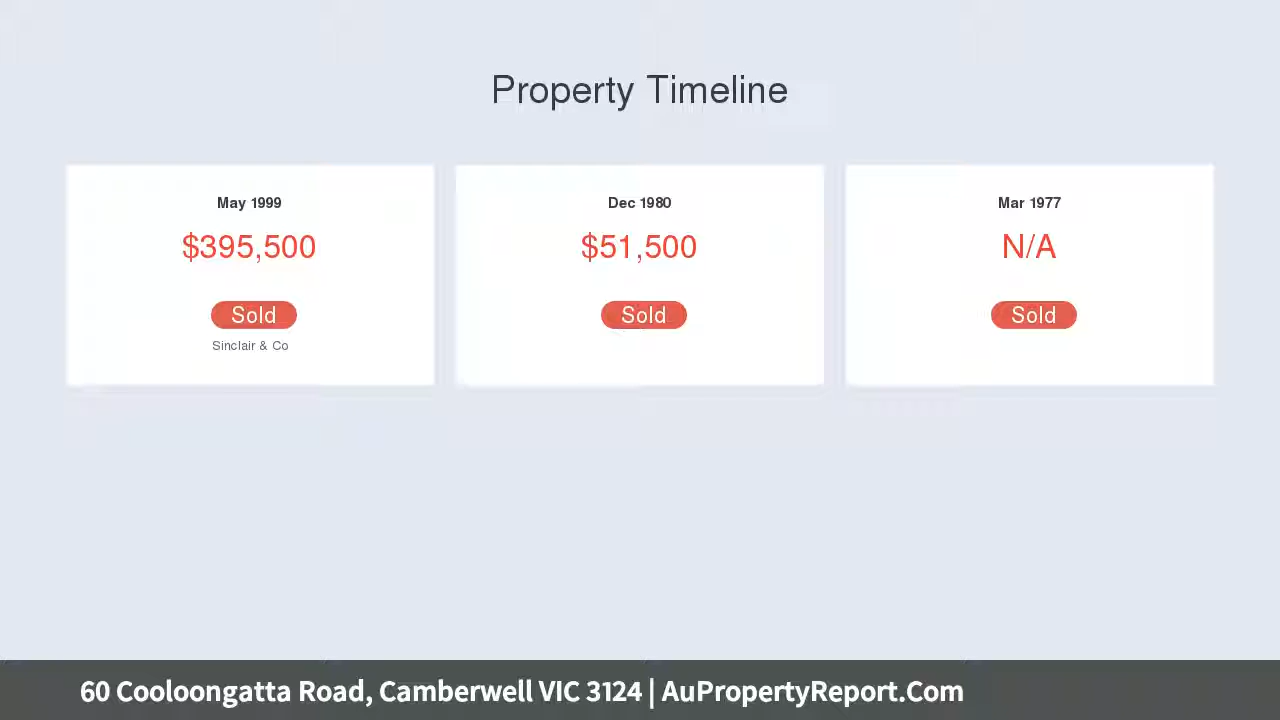 Property Timeline
May 1999
$395,500
Sold
Sinclair & Co
Dec 1980
$51,500
Sold
Mar 1977
N/A
Sold
60 Cooloongatta Road, Camberwell VIC 3124 | AuPropertyReport.Com